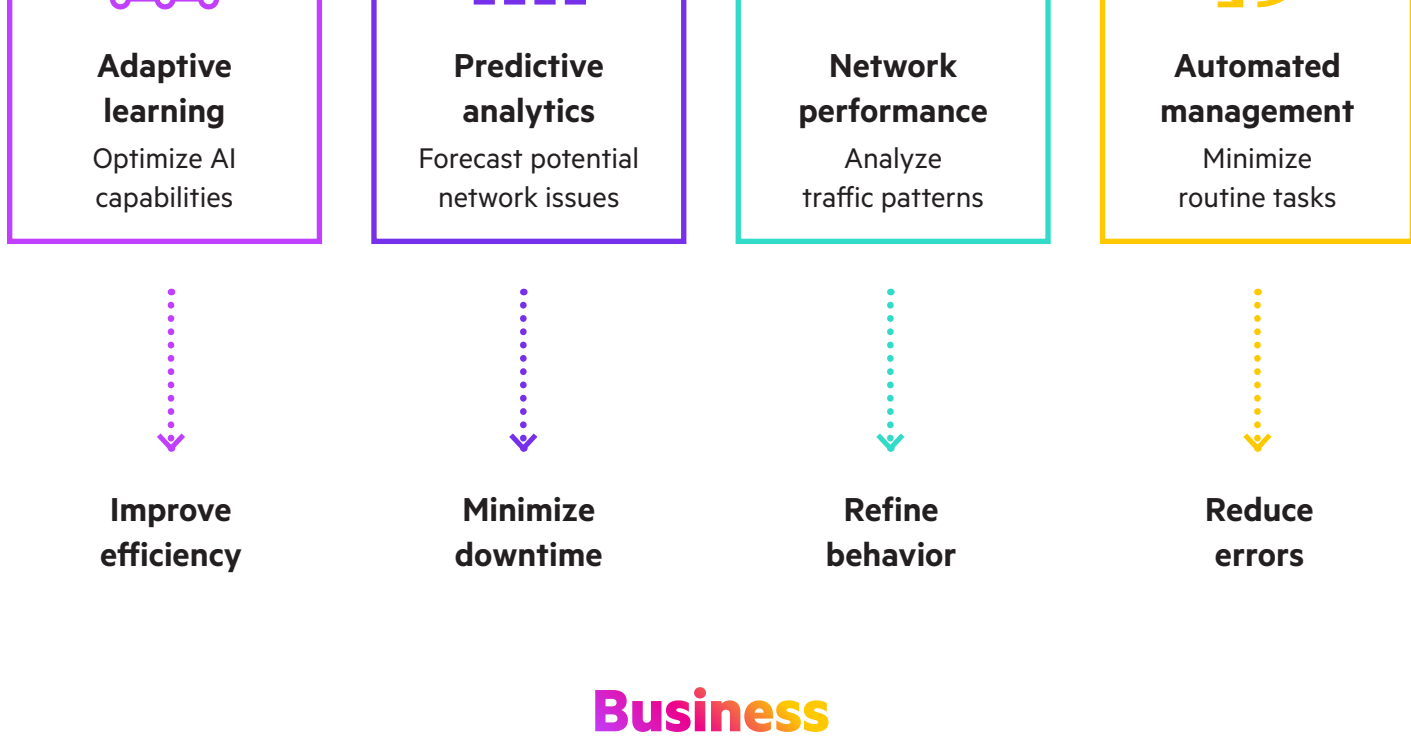 Adaptive
learning
Optimize AI
capabilities
Predictive
analytics
Forecast potential
network issues
Network
performance
Analyze
traffic patterns
Automated
management
Minimize
routine tasks
Improve
efficiency
Minimize
downtime
Refine
behavior
Reduce
errors
Business